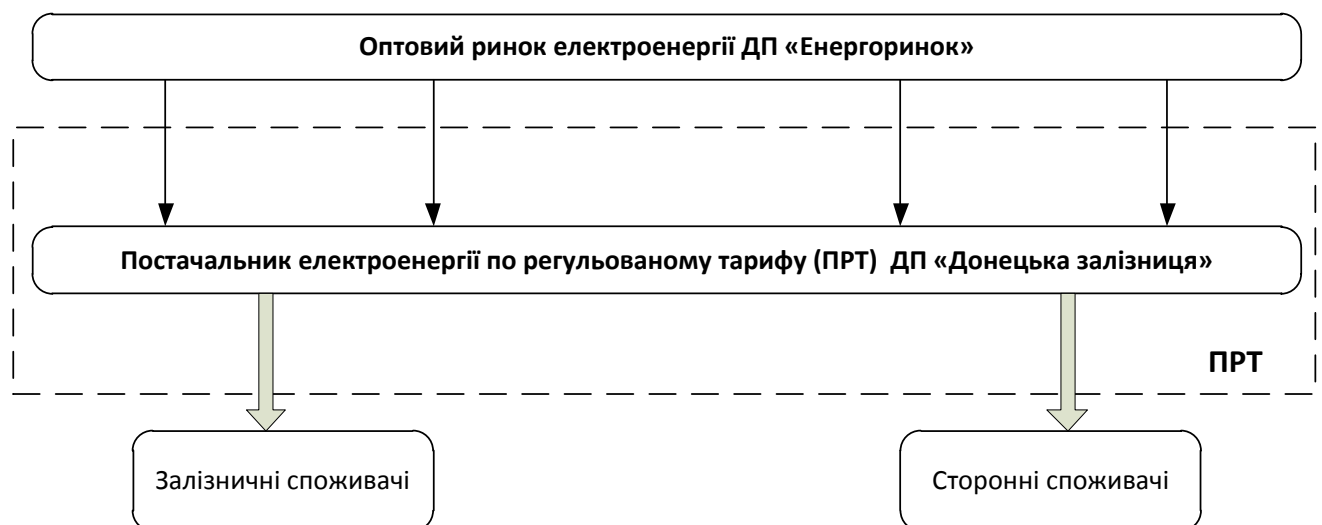 Оптовий ринок електроенергії ДП «Енергоринок»
Постачальник електроенергії по регульованому тарифу (ПРТ) ДП «Донецька залізниця»
ПРТ
Залізничні споживачі
Сторонні споживачі